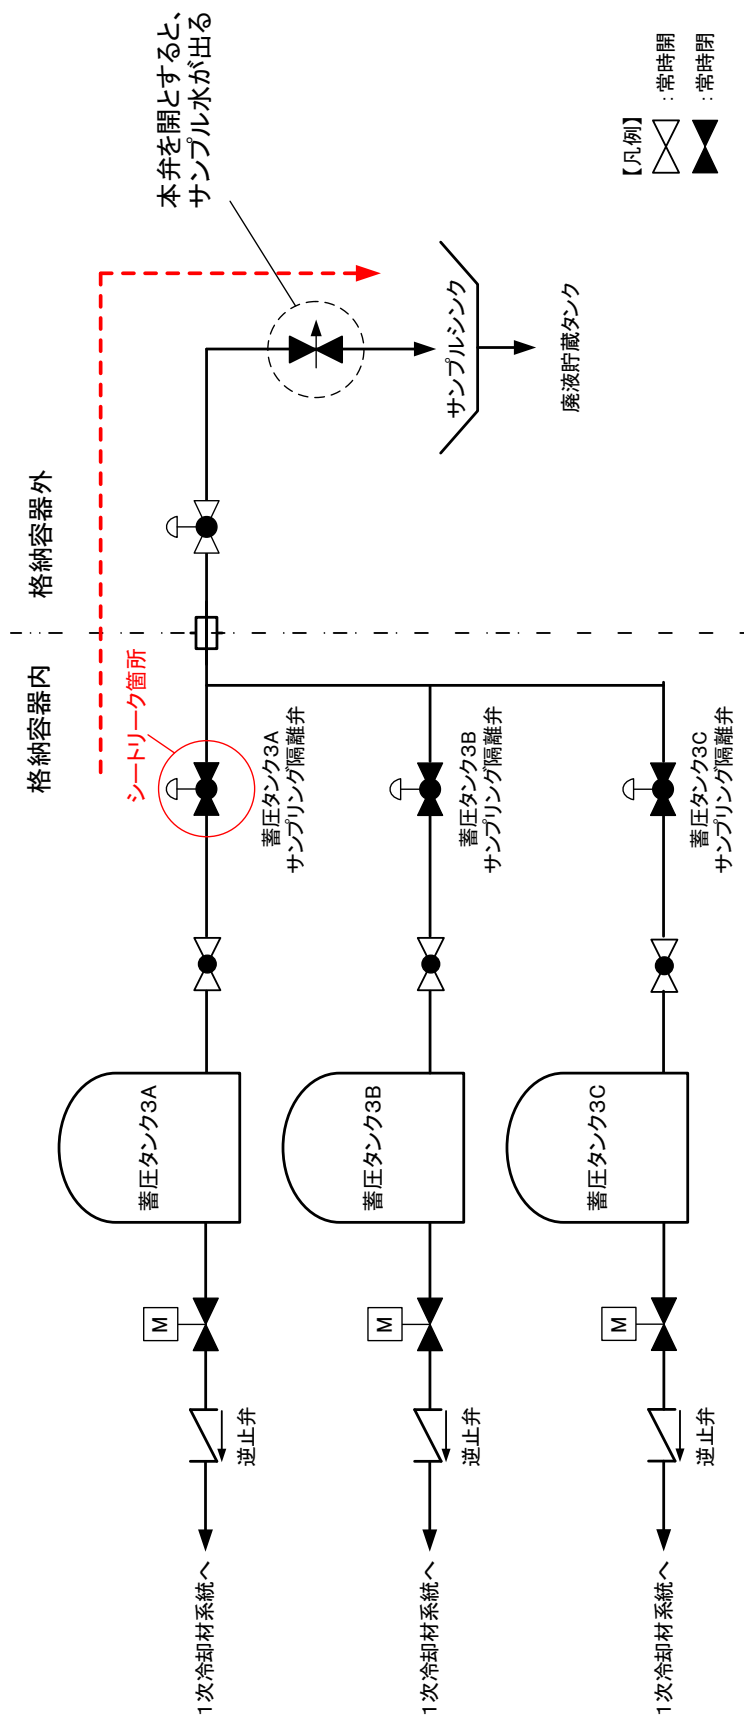 格納容器内
格納容器外
本弁を開とすると、
サンプル水が出る
シートリーク箇所
【凡例】
：常時開
：常時閉
サンプルシンク
廃液貯蔵タンク
1次冷却材系統へ
逆止弁
M
蓄圧タンク3A
蓄圧タンク3A
サンプリング隔離弁
1次冷却材系統へ
逆止弁
M
蓄圧タンク3B
蓄圧タンク3B
サンプリング隔離弁
1次冷却材系統へ
逆止弁
M
蓄圧タンク3C
蓄圧タンク3C
サンプリング隔離弁